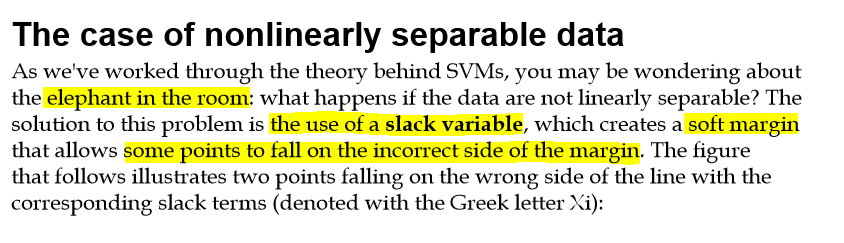 The case of nonlinearly separable data
As we've worked through the theory behind SVMs, you may be wondering about
the elephant in the room: what happens if the data are not linearly separable? The
solution to this problem is the use of a slack variable, which creates a soft margin
that allows some points to fall on the incorrect side of the margin. The figure
that follows illustrates two points falling on the wrong side of the line with the
corresponding slack terms (denoted with the Greek letter Xi):